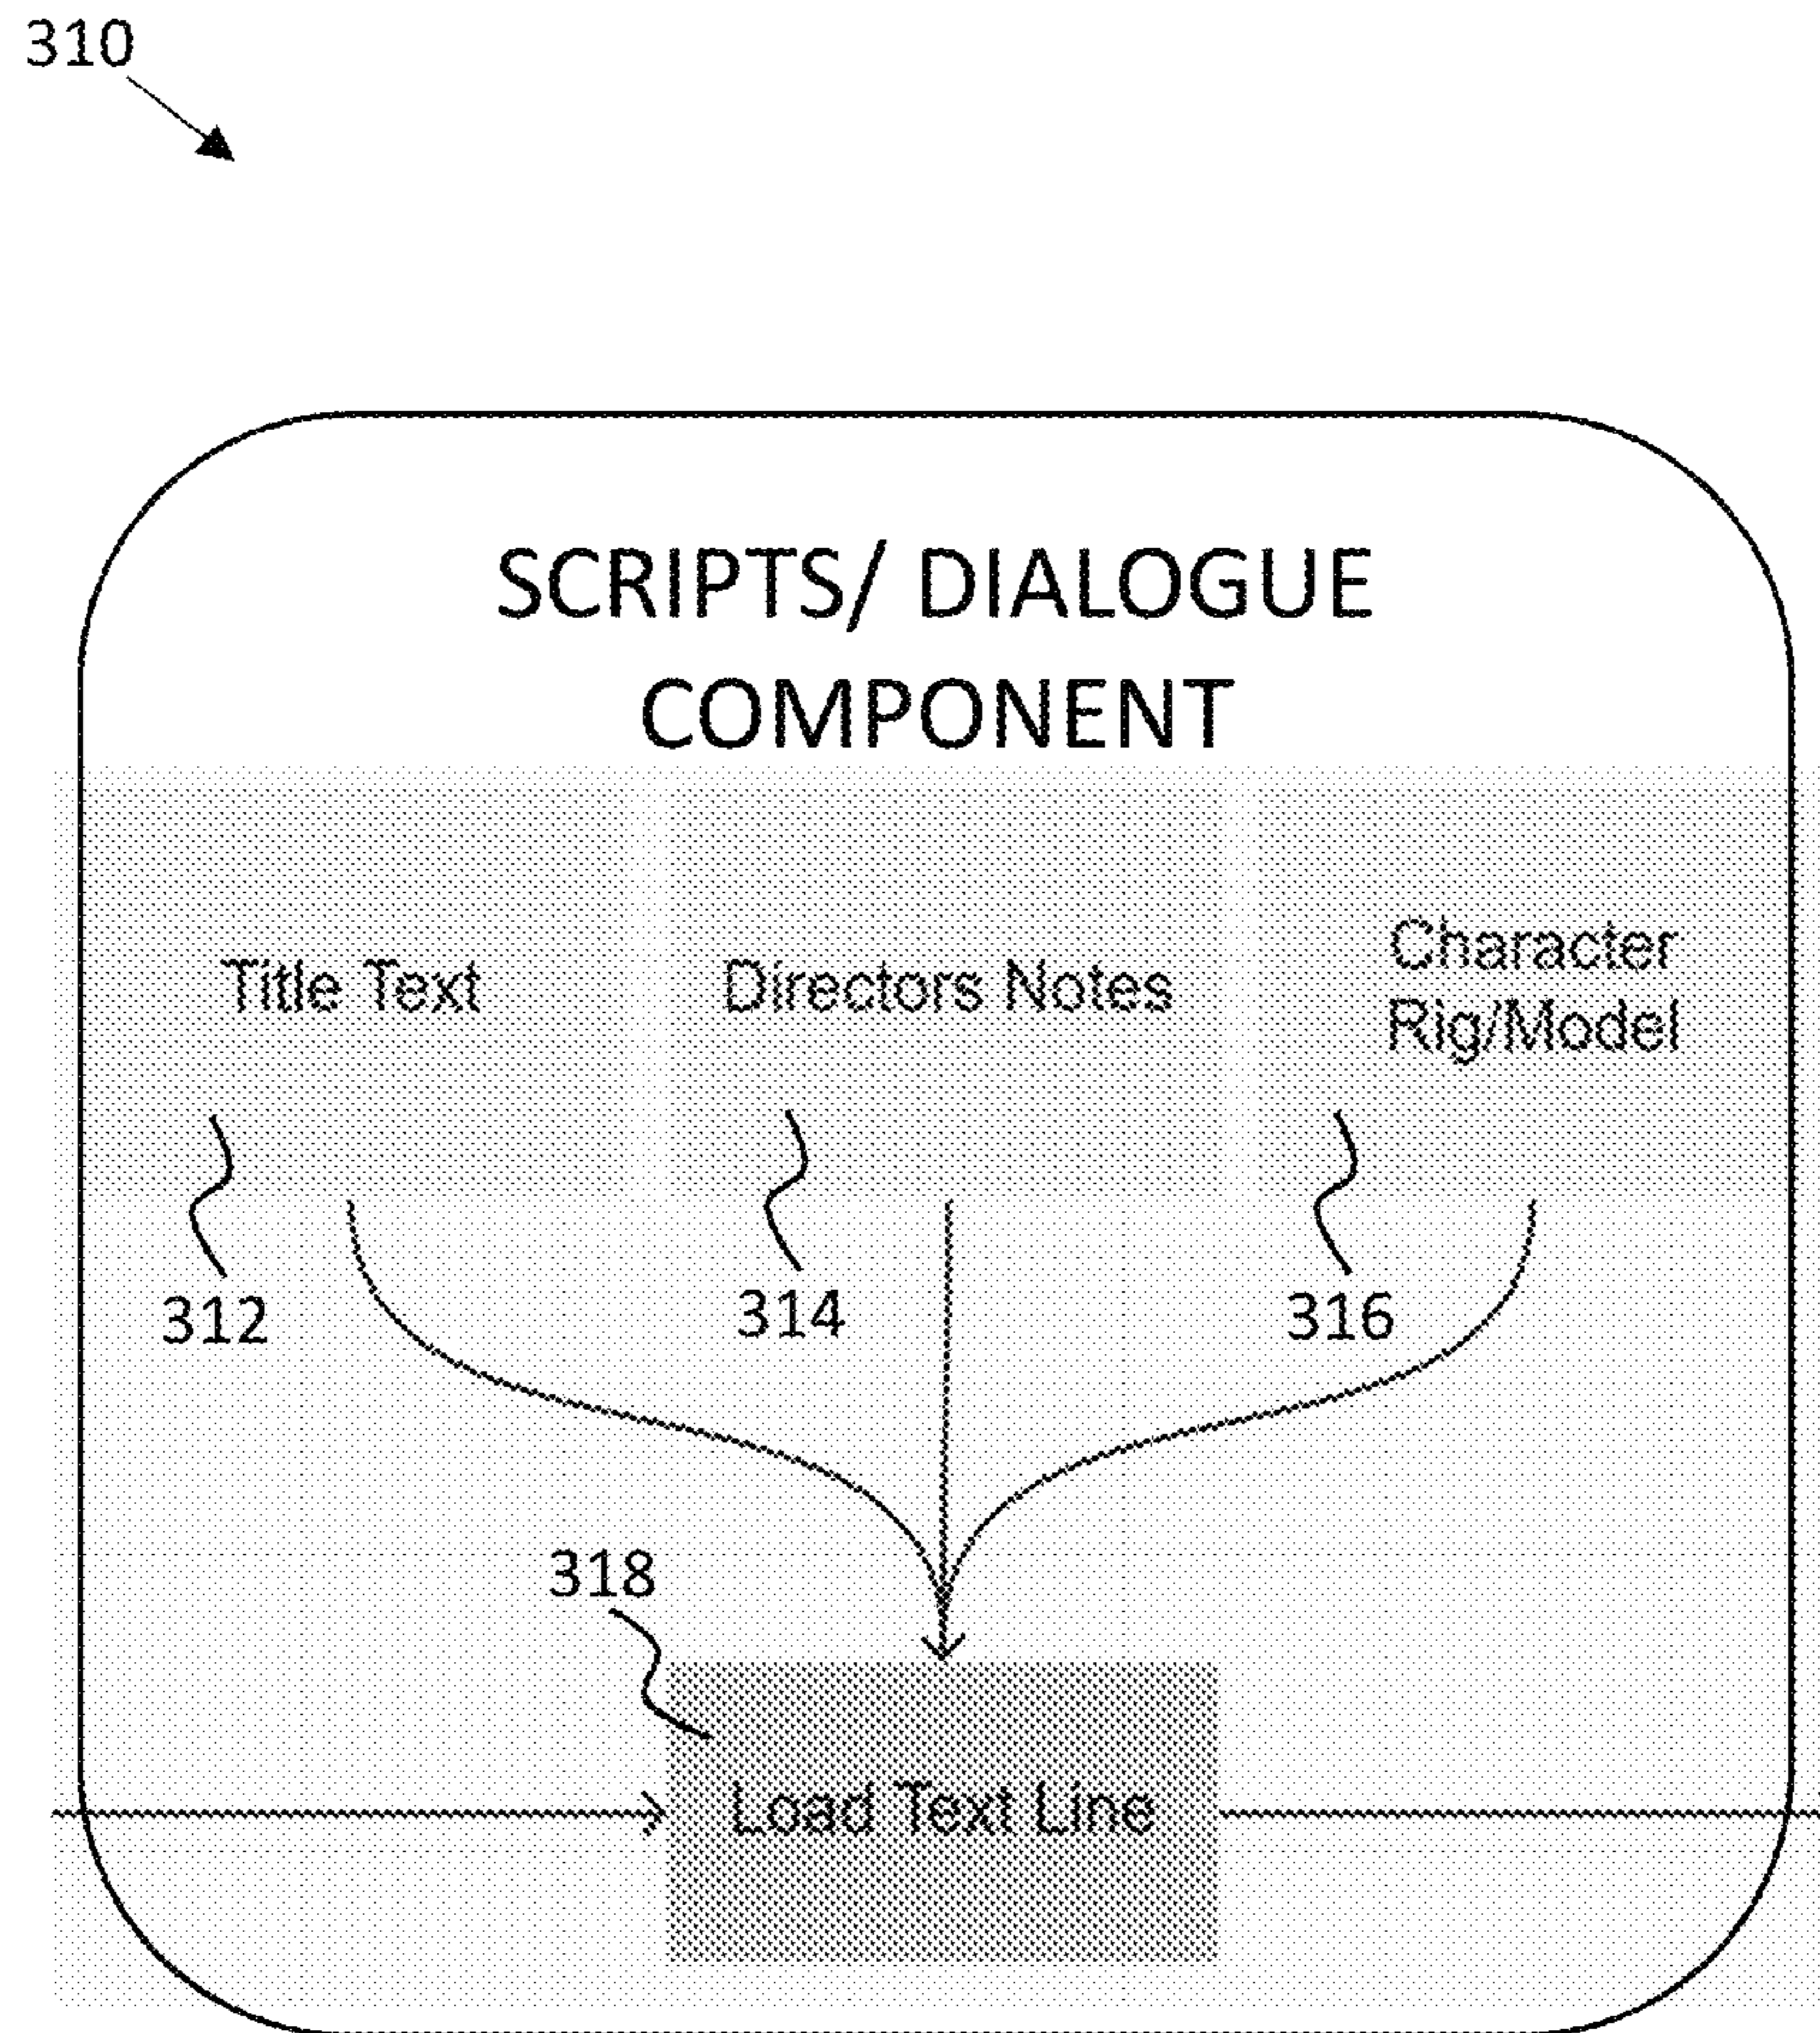 310
SCRIPTS/ DIALOGUE
COMPONENT
Title Text
Directors Notes
Character
Rig/Model
312
314
316
318
Load Text Line